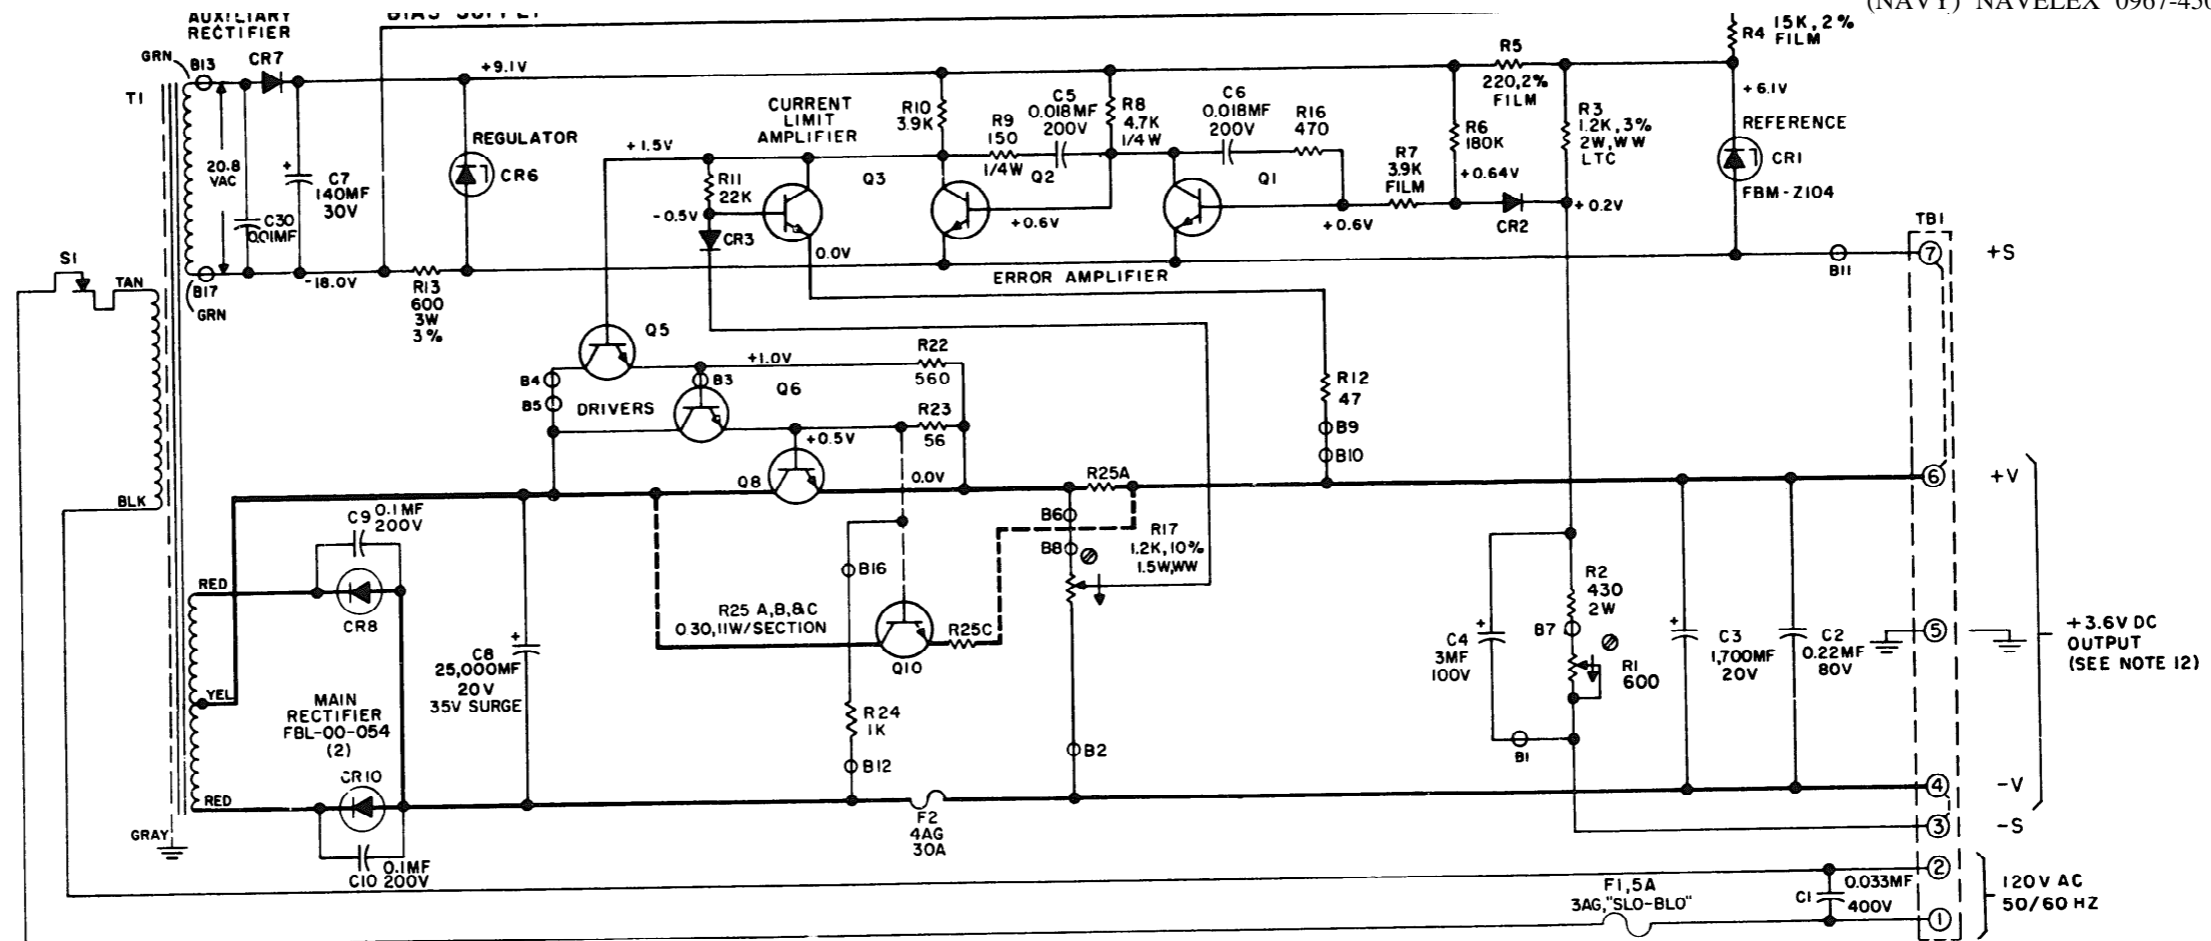 AUXILIARY
RECTIFIER
BIAS SUPPLY
(NAVY) NAVELEX 0967-
R4
15K, 2%
FILM
GRN
B13
CR7
T1
+9.1V
R5
220,2%
FILM
+6.1V
20.8
VAC
C7
140MF
30V
C30
0.01MF
REGULATOR
CR6
CURRENT
LIMIT
AMPLIFIER
+1.5V
R11
22K
-0.5V
CR3
0.0V
Q3
R10
3.9K
R9
150
1/4W
C5
0.018MF
200V
Q2
R8
4.7K
1/4W
+0.6V
C6
0.018MF
200V
R16
470
Q1
R7
3.9K
FILM
+0.6V
R6
180K
+0.64V
CR2
R3
1.2K, 3%
2W, WW
LTC
+0.2V
REFERENCE
CR1
FBM-Z104
TB1
7
+S
B11
S1
TAN
B17
GRN
-18.0V
R13
600
3W
3%
ERROR AMPLIFIER
Q5
+1.0V
R22
560
B4
B5
B3
Q6
DRIVERS
R23
56
+0.5V
Q8
0.0V
R12
47
B9
B10
R25A
6
+V
BLK
C9
0.1MF
200V
RED
CR8
B6
B8
R17
1.2K, 10%
1.5W,WW
B16
R25 A,B,&C
0.30,11W/SECTION
R25C
Q10
C8
25,000MF
20V
35V SURGE
YEL
MAIN
RECTIFIER
FBL-00-054
(2)
R24
1K
B12
B2
R2
430
2W
B7
R1
600
C4
3MF
100V
B1
C3
1,700MF
20V
C2
0.22MF
80V
5
+3.6V DC
OUTPUT
(SEE NOTE 12)
CR10
RED
GRAY
C10
0.1MF
200V
F2
4AG
30A
4
-V
3
-S
2
F1,5A
3AG,"SLO-BLO"
C1
0.033MF
400V
1
120V AC
50/60 HZ